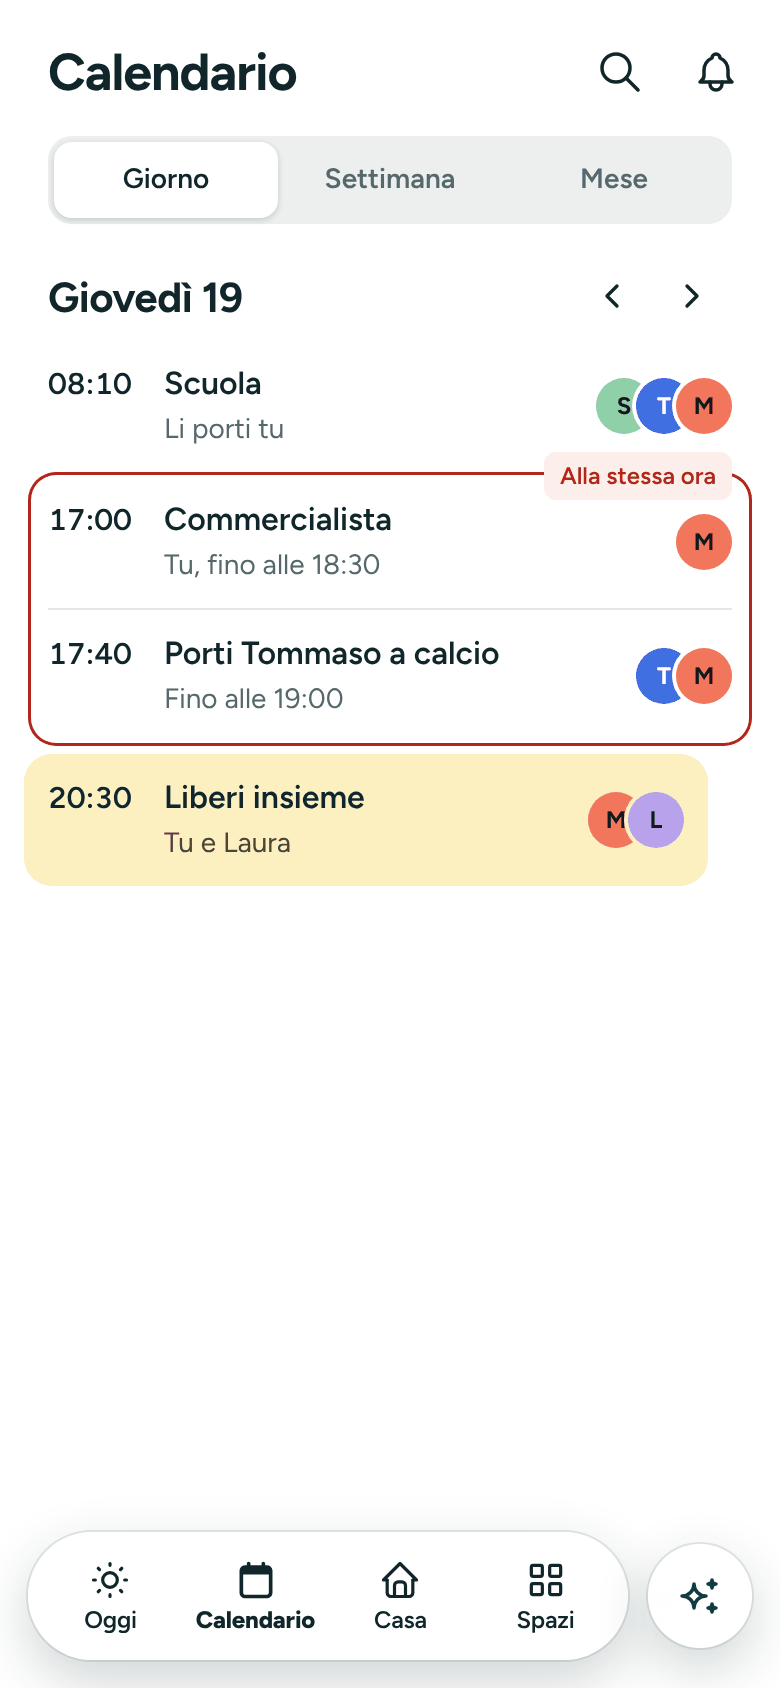 Calendario
Giorno
Settimana
Mese
Giovedì 19
08:10
Scuola
Li porti tu
S
T
M
Alla stessa ora
17:00
Commercialista
Tu, fino alle 18:30
M
17:40
Porti Tommaso a calcio
Fino alle 19:00
T
M
20:30
Liberi insieme
Tu e Laura
M
L
Oggi
Calendario
Casa
Spazi